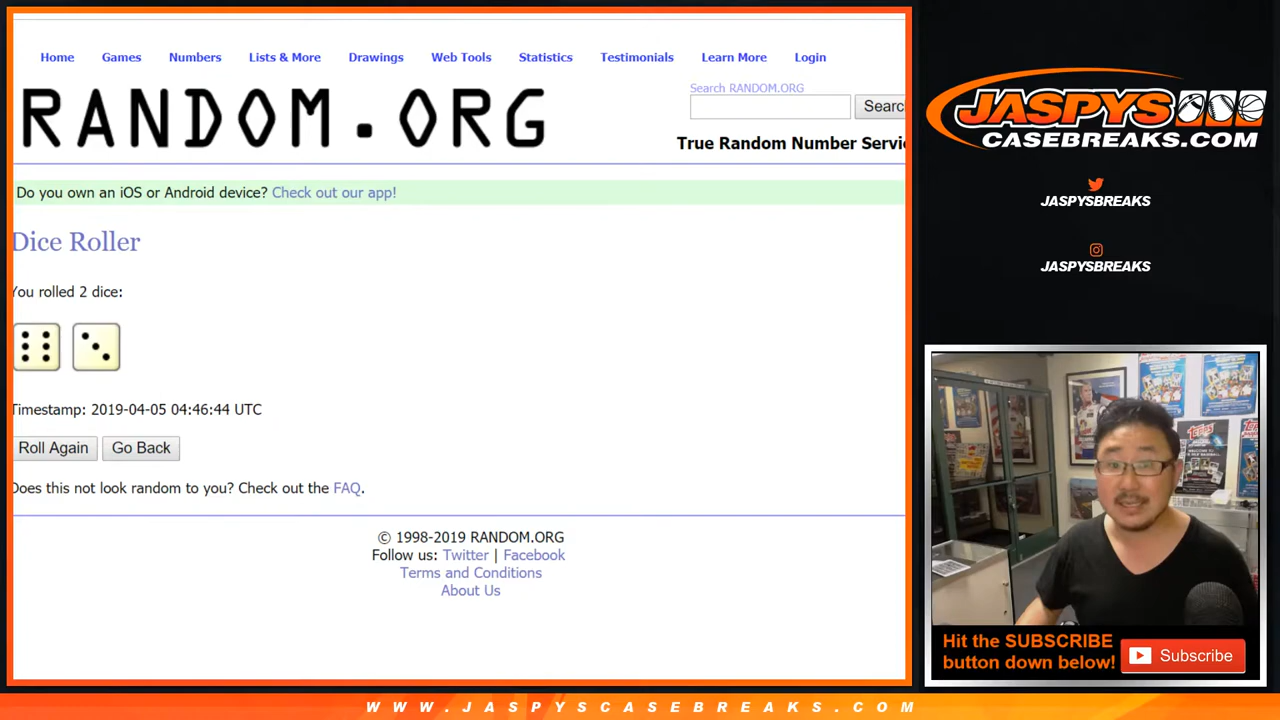 Home Games Numbers Lists & More Drawings Web Tools Statistics Testimonials Learn More Login
Search RANDOM.ORG
RANDOM.ORG
Searc
True Random Number Servi
Do you own an iOS or Android device? Check out our app!
Dice Roller
You rolled 2 dice:
Timestamp: 2019-04-05 04:46:44 UTC
Roll Again Go Back
Does this not look random to you? Check out the FAQ.
© 1998-2019 RANDOM.ORG
Follow us: Twitter | Facebook
Terms and Conditions
About Us
JASPYS
CASEBREAKS.COM
JASPYSBREAKS
JASPYSBREAKS
Topps
Hit the SUBSCRIBE
button down below!
Subscribe
WWW.JASPYSCASEBREAKS.COM